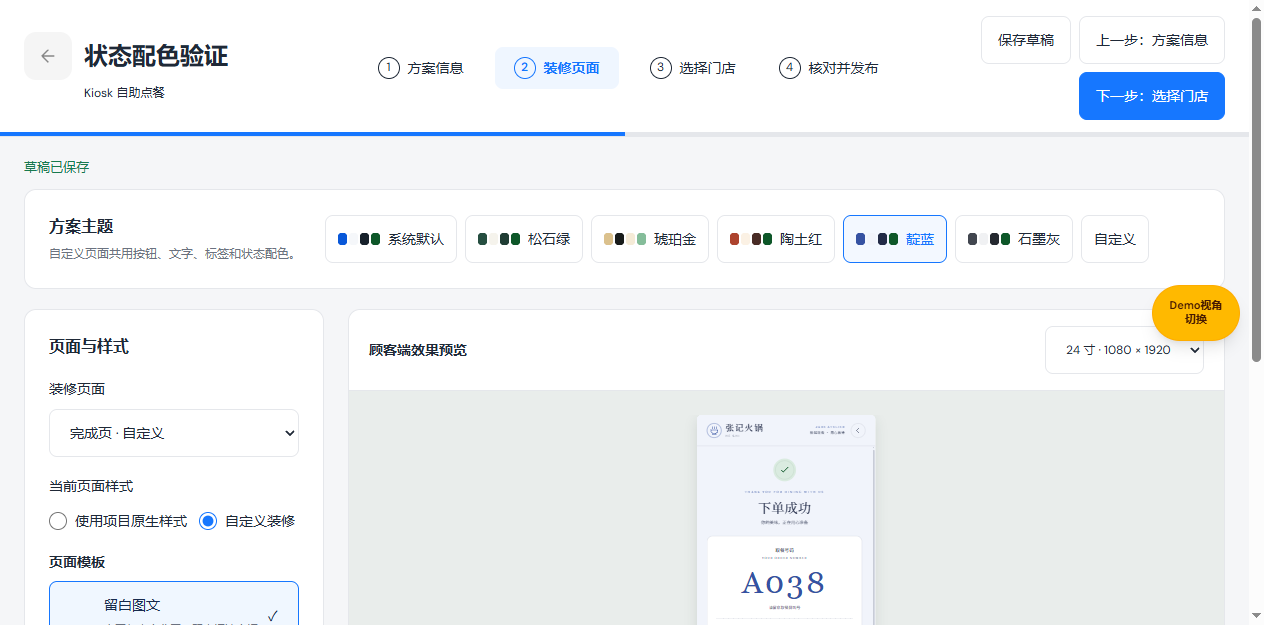 状态配色验证
Kiosk 自助点餐
1 方案信息
2 装修页面
3 选择门店
4 核对并发布
保存草稿
上一步：方案信息
下一步：选择门店
草稿已保存
方案主题
自定义页面共用按钮、文字、标签和状态配色。
系统默认
松石绿
琥珀金
陶土红
靛蓝
石墨灰
自定义
Demo视角
切换
页面与样式
装修页面
完成页 · 自定义
当前页面样式
使用项目原生样式
自定义装修
页面模板
留白图文
顾客端效果预览
24 寸 · 1080 × 1920
张记火锅
下单成功
A038